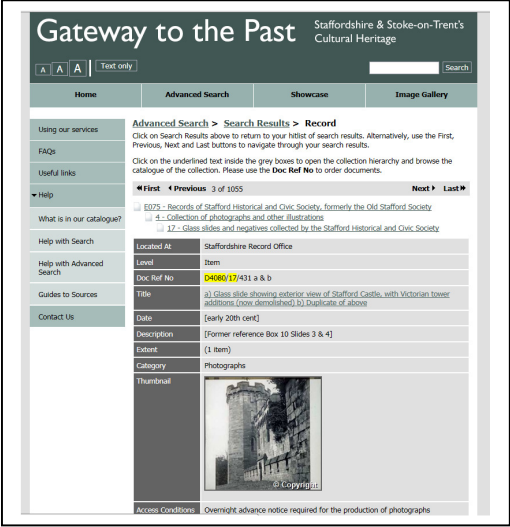 Gateway to the Past
Staffordshire & Stoke-on-Trent's
Cultural Heritage
A A A Text only
Search
Home Advanced Search Showcase Image Gallery
Using our services
FAQs
Useful links
Help
What is in our catalogue?
Help with Search
Help with Advanced
Search
Guides to Sources
Contact Us
Advanced Search > Search Results > Record
Click on Search Results above to return to your hitlist of search results. Alternatively, use the First,
Previous, Next and Last buttons to navigate through your search results.
Click on the underlined text inside the grey boxes to open the collection hierarchy and browse the
catalogue of the collection. Please use the Doc Ref No to order documents.
First Previous 3 of 1055 Next Last
E075 - Records of Stafford Historical and Civic Society, formerly the Old Stafford Society
4 - Collection of photographs and other illustrations
17 - Glass slides and negatives collected by the Stafford Historical and Civic Society
Located At Staffordshire Record Office
Level Item
Doc Ref No D4080/17/431 a & b
Title a) Glass slide showing exterior view of Stafford Castle, with Victorian tower
additions (now demolished) b) Duplicate of above
Date [early 20th cent]
Description [Former reference Box 10 Slides 3 & 4]
Extent (1 item)
Category Photographs
Thumbnail
© Copyright
Access Conditions Overnight advance notice required for the production of photographs